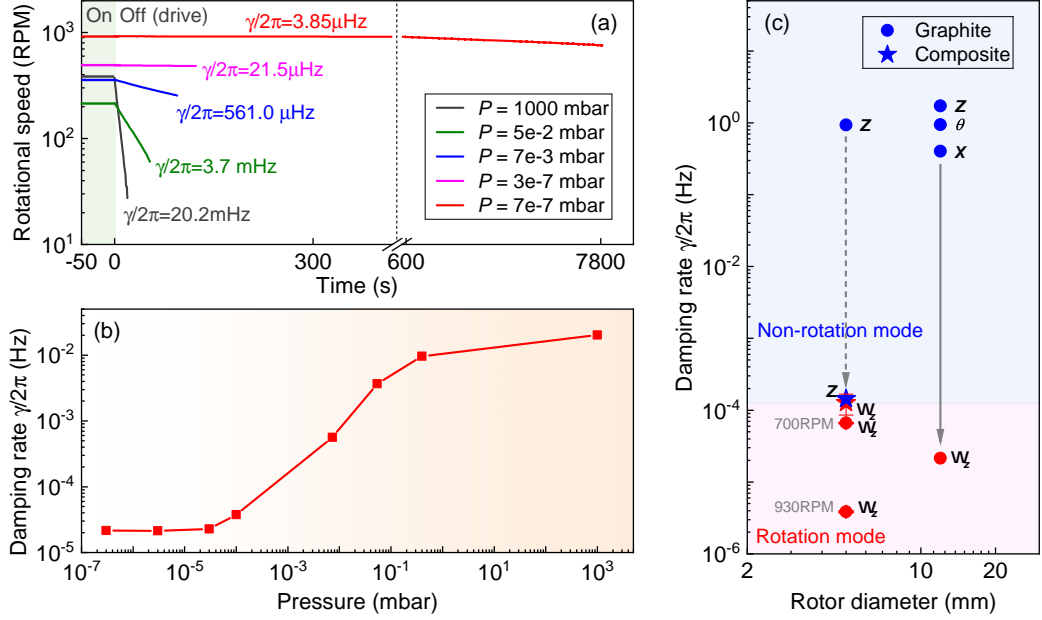 (a)
On Off (drive)
γ/2π=3.85μHz
γ/2π=21.5μHz
γ/2π=561.0 μHz
γ/2π=3.7 mHz
γ/2π=20.2mHz
P = 1000 mbar
P = 5e-2 mbar
P = 7e-3 mbar
P = 3e-7 mbar
P = 7e-7 mbar
Rotational speed (RPM)
10³
10²
10¹
-50 0 300 600 7800
Time (s)
(b)
Damping rate γ/2π (Hz)
10⁻²
10⁻³
10⁻⁴
10⁻⁵
10⁻⁷ 10⁻⁵ 10⁻³ 10⁻¹ 10¹ 10³
Pressure (mbar)
(c)
Graphite
Composite
Damping rate γ/2π (Hz)
10⁰
10⁻²
10⁻⁴
10⁻⁶
Z
Z
θ
X
Non-rotation mode
Z
Wz
700RPM Wz
Wz
930RPM Wz
Rotation mode
2 10 20
Rotor diameter (mm)